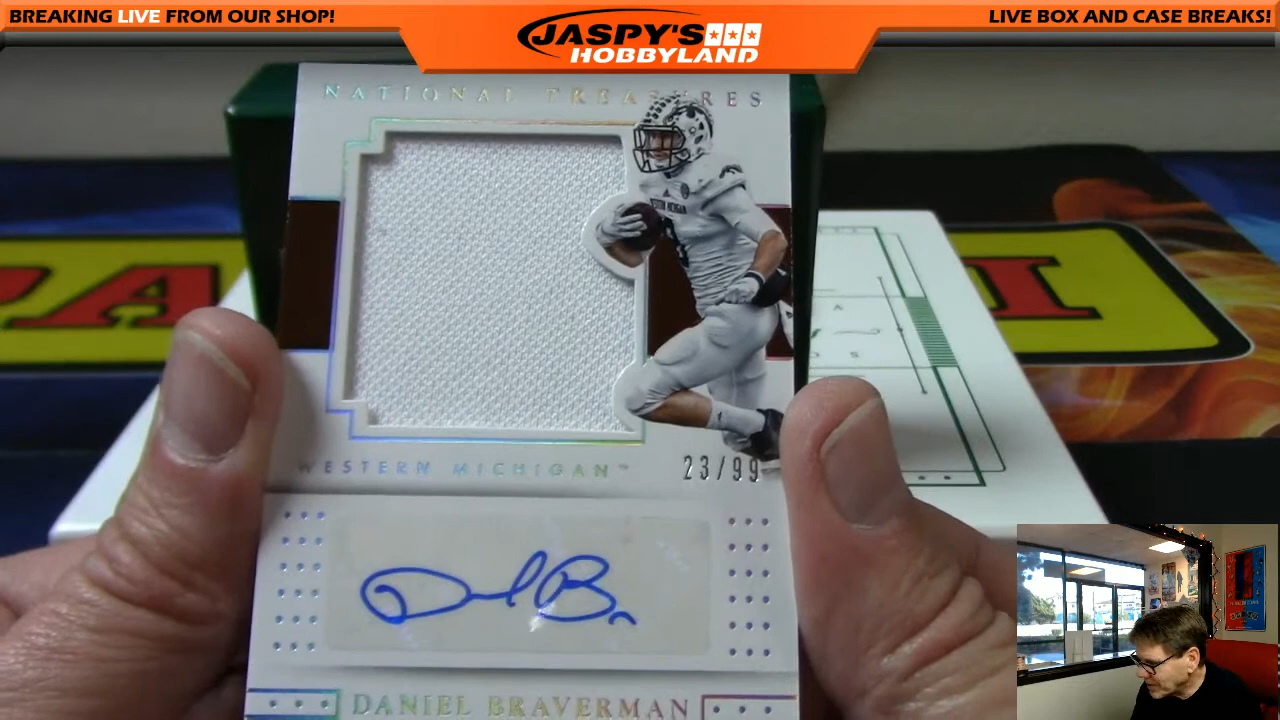 BREAKING LIVE FROM OUR SHOP!
JASPY'S
HOBBYLAND
LIVE BOX AND CASE BREAKS!
NATIONAL TREASURES
WESTERN MICHIGAN™
23/99
DANIEL BRAVERMAN